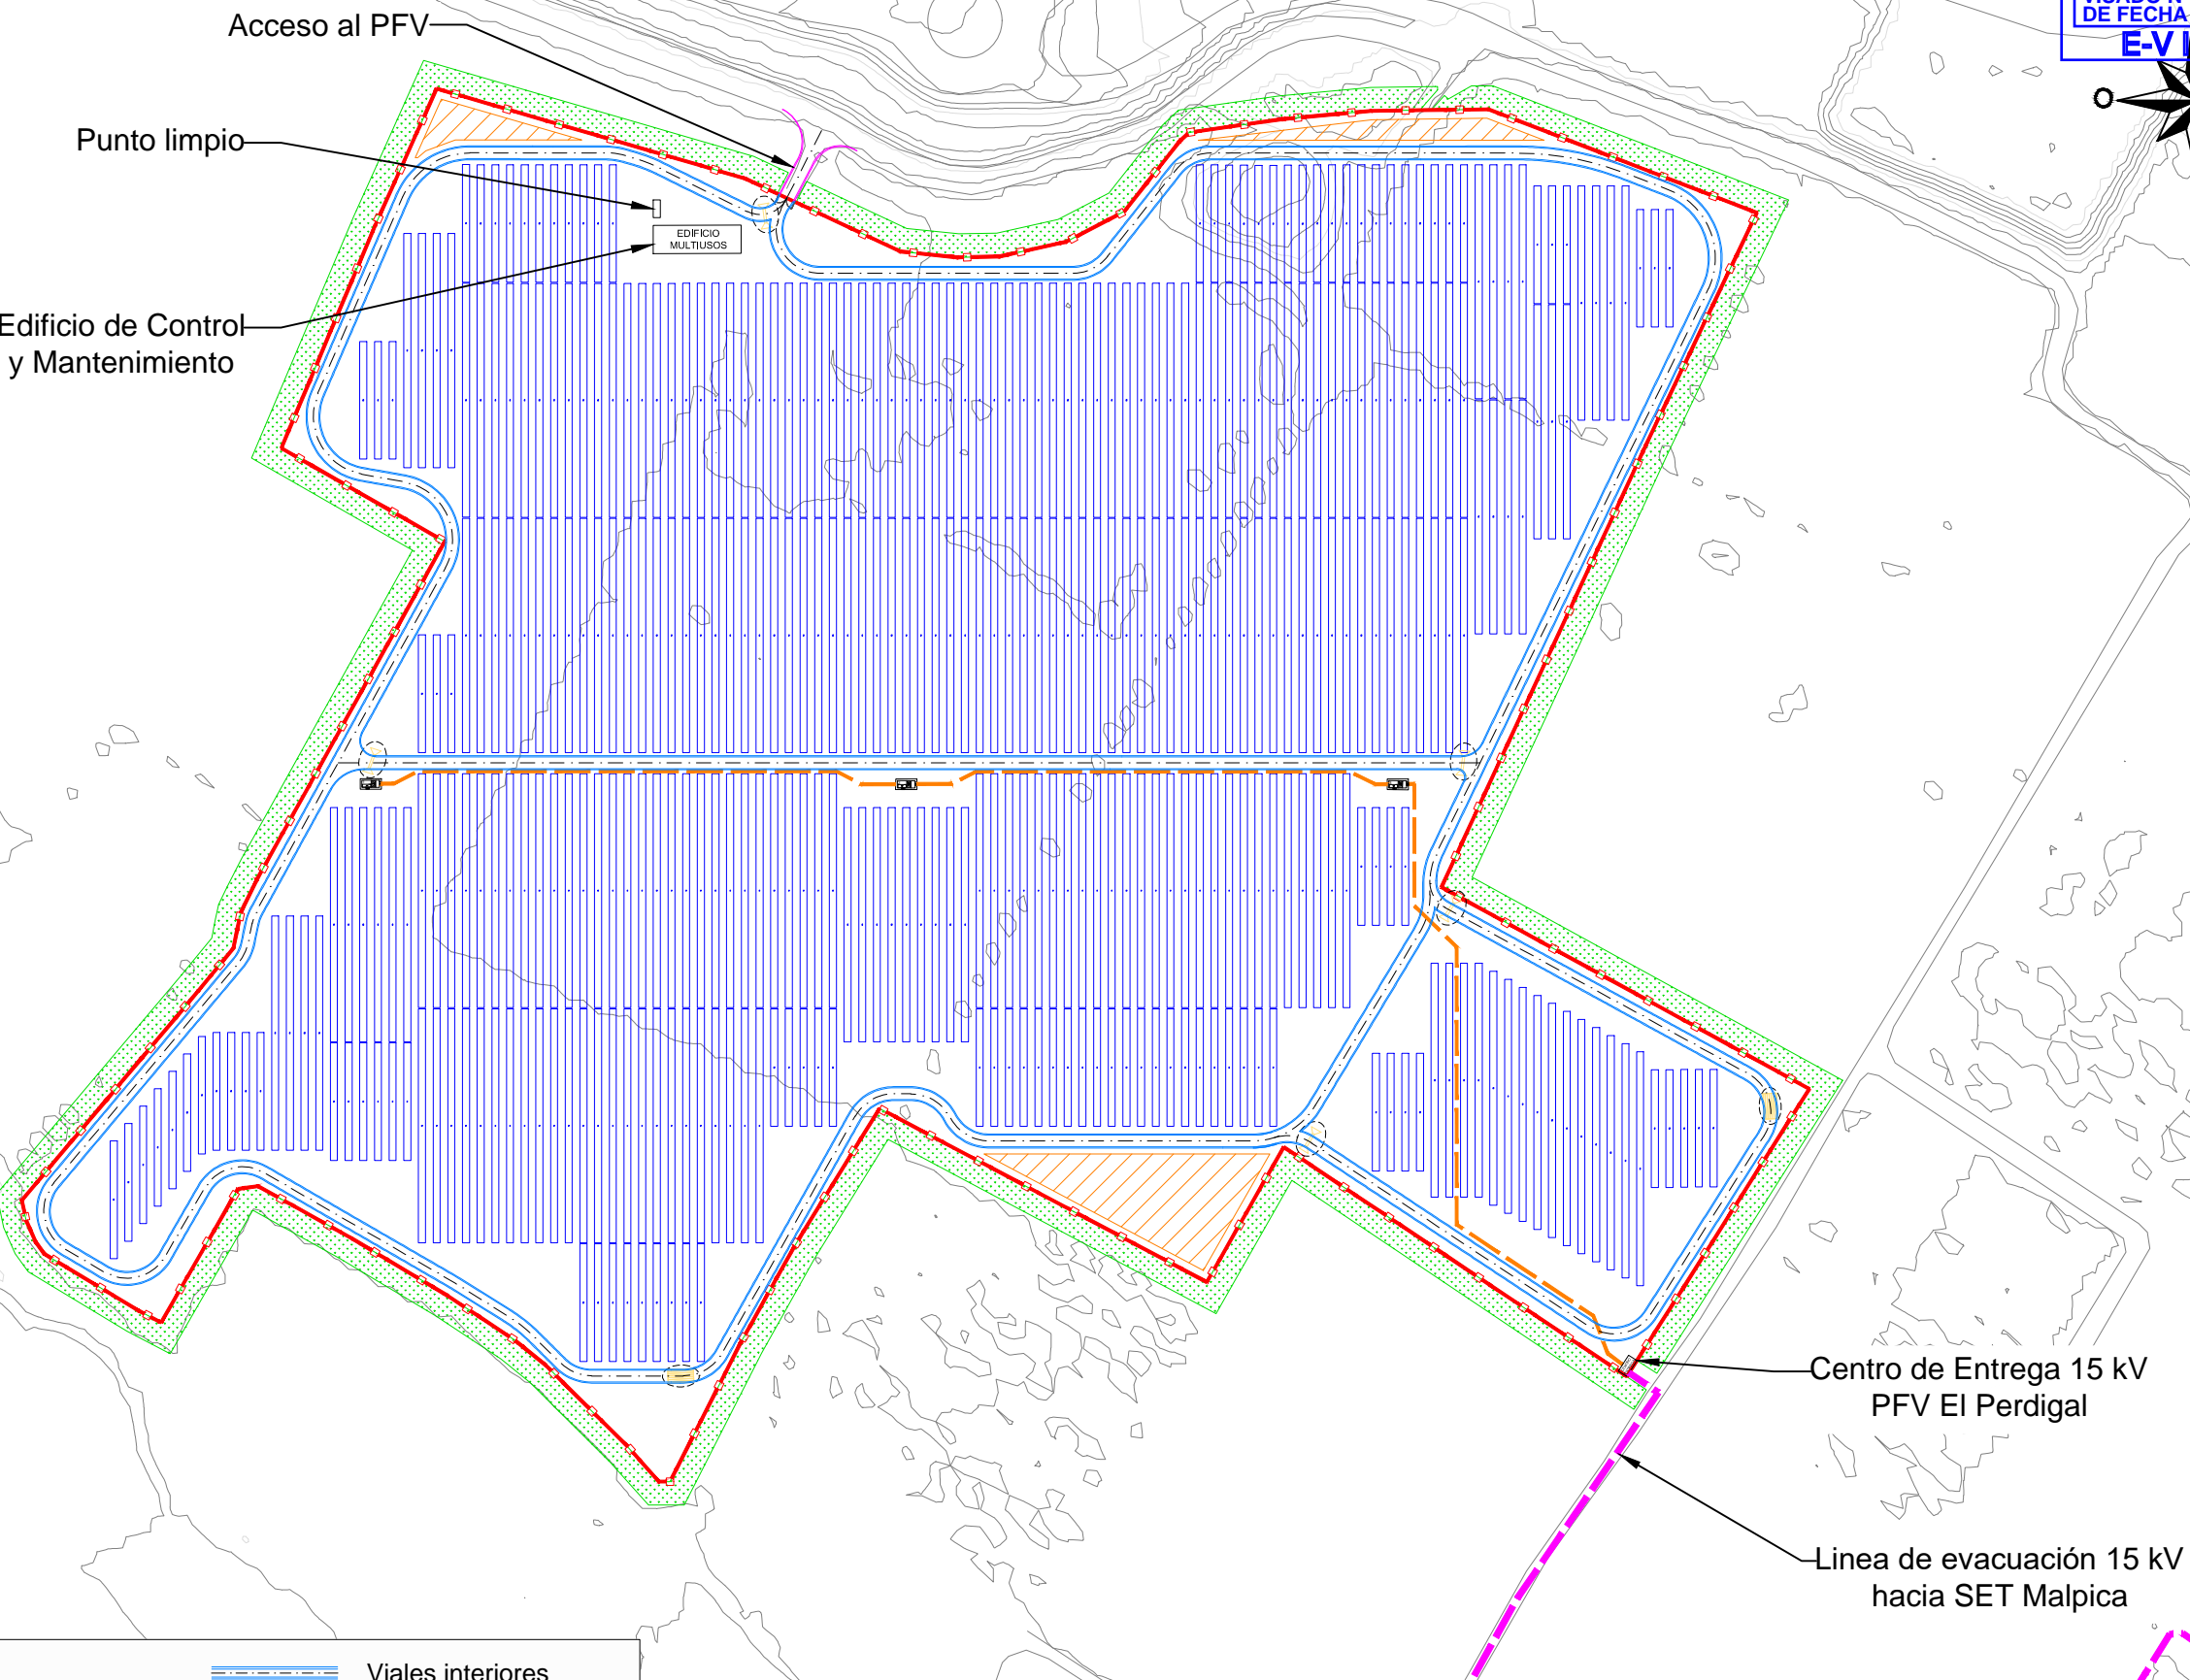 Acceso al PFV
DE FECHA
E-V
O
Punto limpio
EDIFICIO
MULTIUSOS
Edificio de Control
y Mantenimiento
Centro de Entrega 15 kV
PFV El Perdigal
Linea de evacuación 15 kV
hacia SET Malpica
Viales interiores